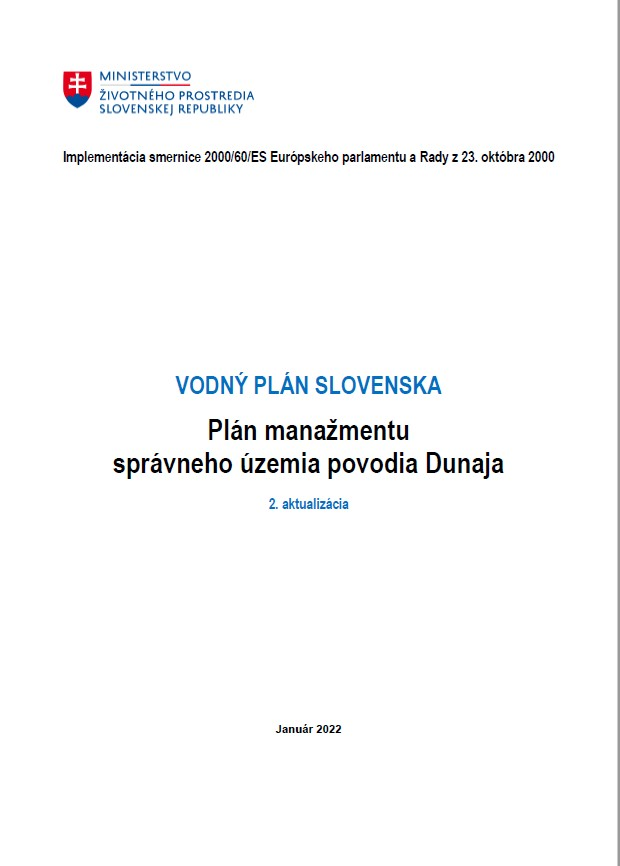 MINISTERSTVO
ŽIVOTNÉHO PROSTREDIA
SLOVENSKEJ REPUBLIKY
Implementácia smernice 2000/60/ES Európskeho parlamentu a Rady z 23. októbra 2000
VODNÝ PLÁN SLOVENSKA
Plán manažmentu
správneho územia povodia Dunaja
2. aktualizácia
Január 2022